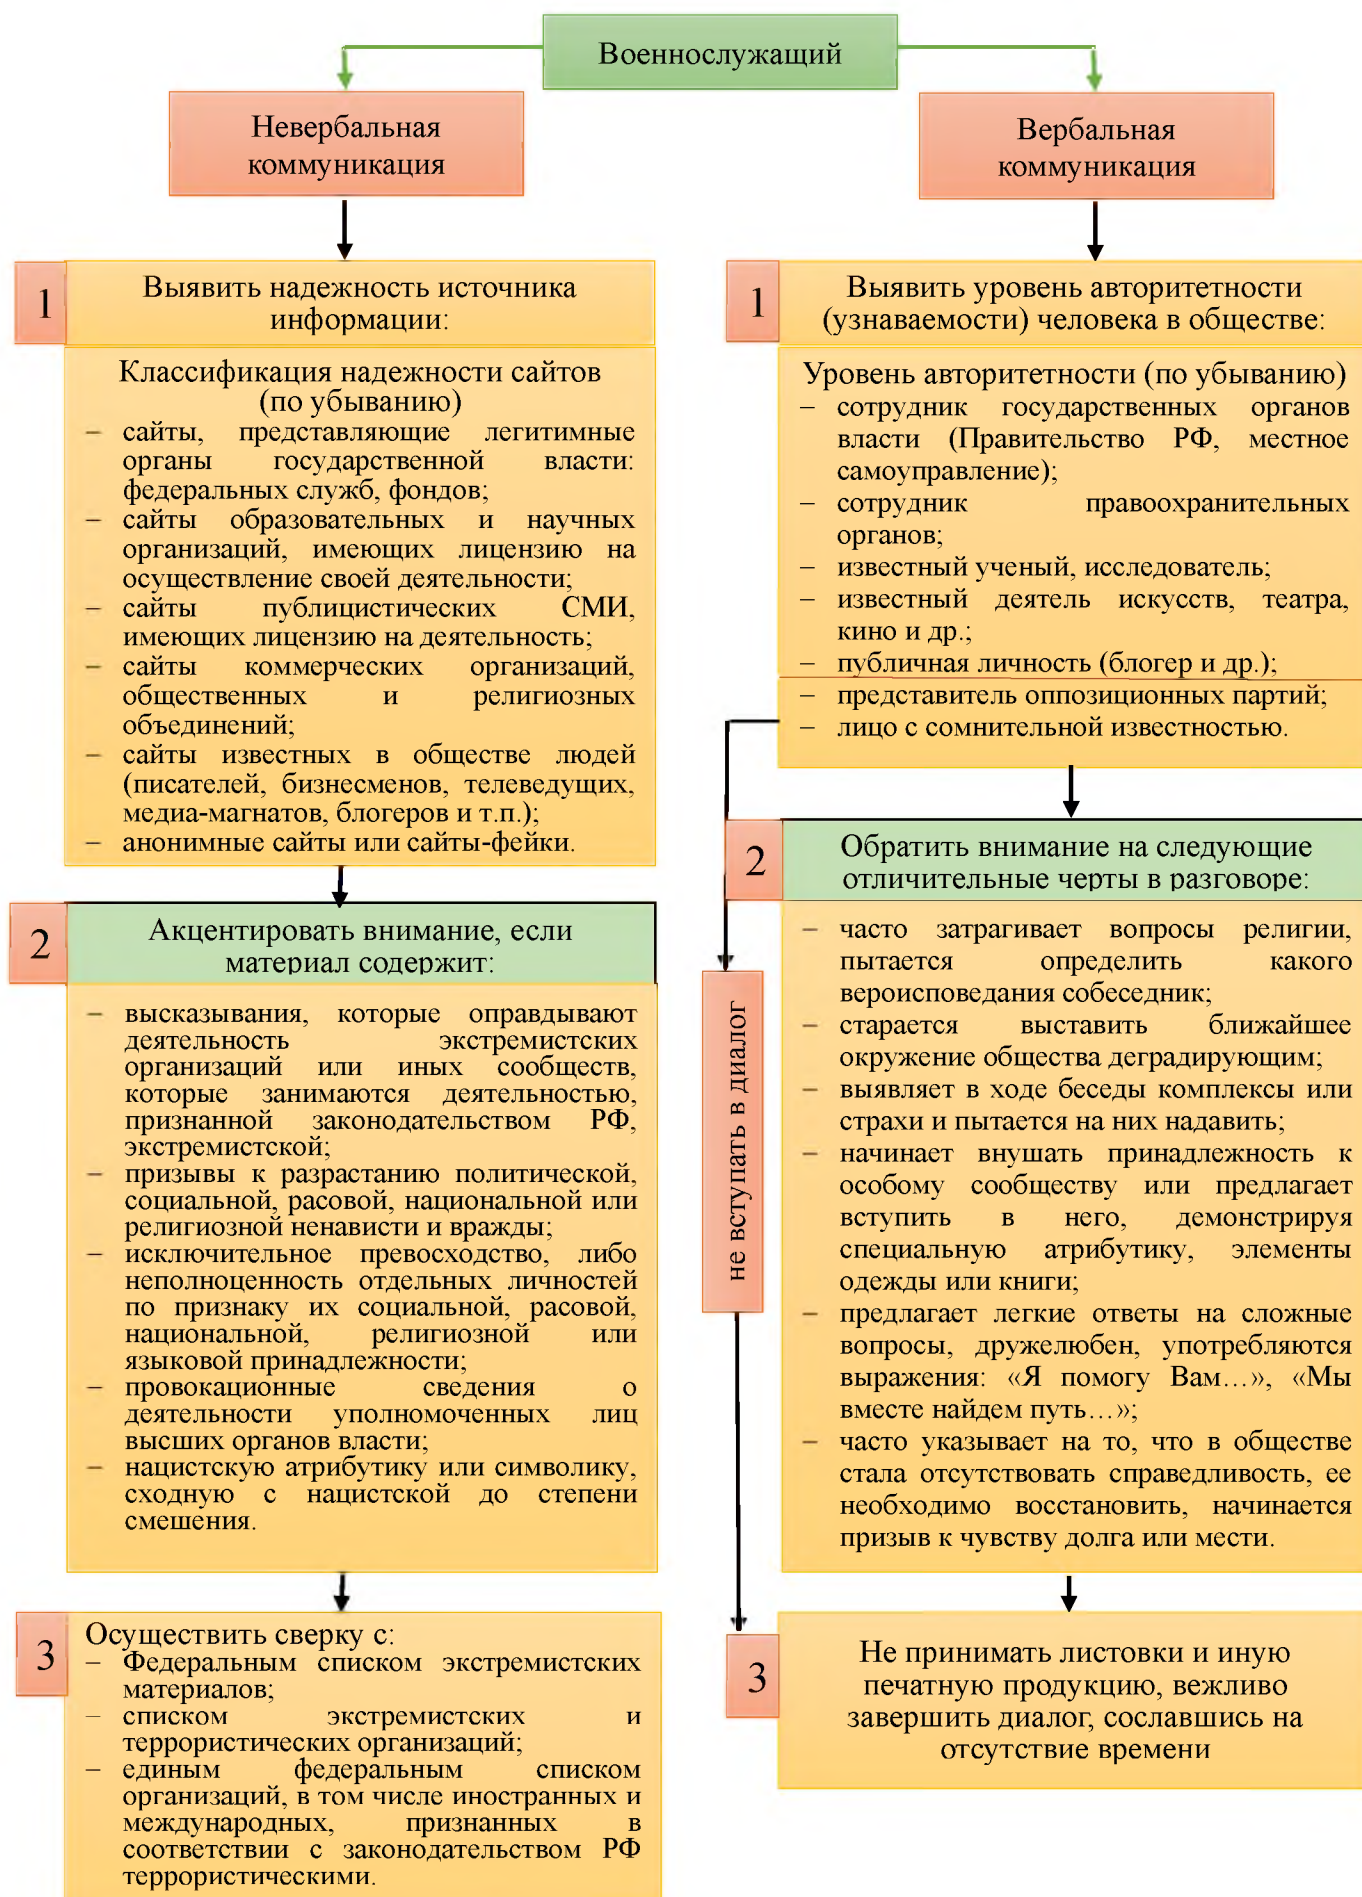 Военнослужащий
Невербальная
коммуникация
1
Выявить надежность источника
информации:
Классификация надежности сайтов
(по убыванию)
– сайты, представляющие легитимные
органы государственной власти:
федеральных служб, фондов;
– сайты образовательных и научных
организаций, имеющих лицензию на
осуществление своей деятельности;
– сайты публицистических СМИ,
имеющих лицензию на деятельность;
– сайты коммерческих организаций,
общественных и религиозных
объединений;
– сайты известных в обществе людей
(писателей, бизнесменов, телеведущих,
медиа-магнатов, блогеров и т.п.);
– анонимные сайты или сайты-фейки.
2
Акцентировать внимание, если
материал содержит:
– высказывания, которые оправдывают
деятельность экстремистских
организаций или иных сообществ,
которые занимаются деятельностью,
признанной законодательством РФ,
экстремистской;
– призывы к разрастанию политической,
социальной, расовой, национальной или
религиозной ненависти и вражды;
– исключительное превосходство, либо
неполноценность отдельных личностей
по признаку их социальной, расовой,
национальной, религиозной или
языковой принадлежности;
– провокационные сведения о
деятельности уполномоченных лиц
высших органов власти;
– нацистскую атрибутику или символику,
сходную с нацистской до степени
смешения.
3
Осуществить сверку с:
– Федеральным списком экстремистских
материалов;
– списком экстремистских и
террористических организаций;
– единым федеральным списком
организаций, в том числе иностранных и
международных, признанных в
соответствии с законодательством РФ
террористическими.
Вербальная
коммуникация
1
Выявить уровень авторитетности
(узнаваемости) человека в обществе:
Уровень авторитетности (по убыванию)
– сотрудник государственных органов
власти (Правительство РФ, местное
самоуправление);
– сотрудник правоохранительных
органов;
– известный ученый, исследователь;
– известный деятель искусств, театра,
кино и др.;
– публичная личность (блогер и др.);
– представитель оппозиционных партий;
– лицо с сомнительной известностью.
2
Обратить внимание на следующие
отличительные черты в разговоре:
– часто затрагивает вопросы религии,
пытается определить какого
вероисповедания собеседник;
– старается выставить ближайшее
окружение общества деградирующим;
– выявляет в ходе беседы комплексы или
страхи и пытается на них надавить;
– начинает внушать принадлежность к
особому сообществу или предлагает
вступить в него, демонстрируя
специальную атрибутику, элементы
одежды или книги;
– предлагает легкие ответы на сложные
вопросы, дружелюбен, употребляются
выражения: «Я помогу Вам…», «Мы
вместе найдем путь…»;
– часто указывает на то, что в обществе
стала отсутствовать справедливость, ее
необходимо восстановить, начинается
призыв к чувству долга или мести.
не вступать в диалог
3
Не принимать листовки и иную
печатную продукцию, вежливо
завершить диалог, сославшись на
отсутствие времени